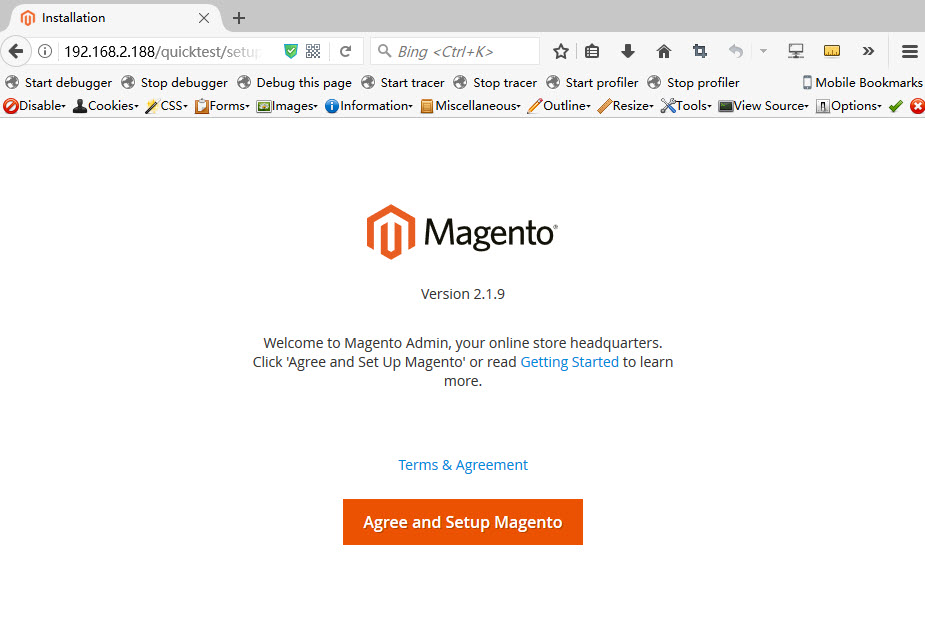 Installation
192.168.2.188/quicktest/setup
Bing <Ctrl+K>
Start debugger Stop debugger Debug this page Start tracer Stop tracer Start profiler Stop profiler Mobile Bookmarks
Disable Cookies CSS Forms Images Information Miscellaneous Outline Resize Tools View Source Options
Magento
Version 2.1.9
Welcome to Magento Admin, your online store headquarters.
Click 'Agree and Set Up Magento' or read Getting Started to learn
more.
Terms & Agreement
Agree and Setup Magento